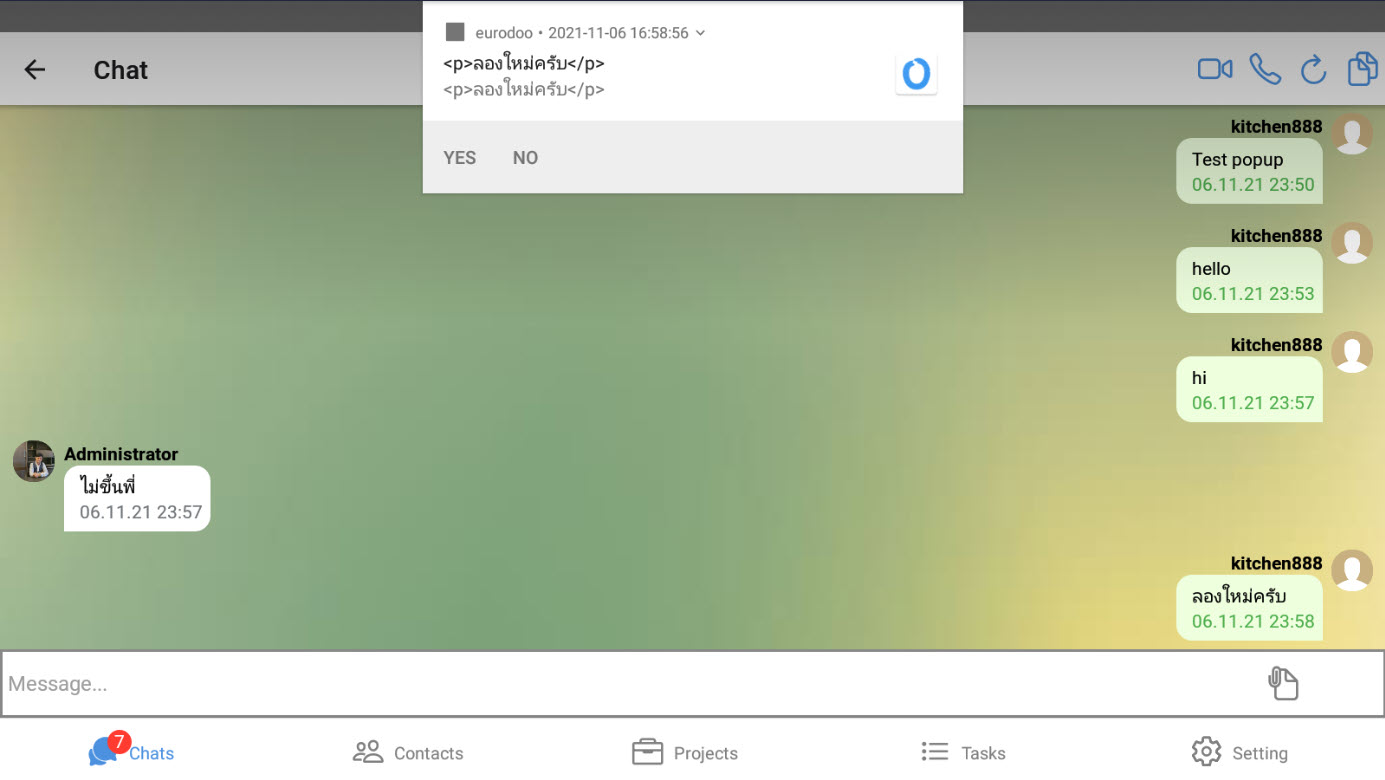 eurodoo • 2021-11-06 16:58:56
<p>ลองใหม่ครับ</p>
<p>ลองใหม่ครับ</p>
YES NO
Chat
kitchen888
Test popup
06.11.21 23:50
kitchen888
hello
06.11.21 23:53
kitchen888
hi
06.11.21 23:57
Administrator
ไม่ขึ้นพี่
06.11.21 23:57
kitchen888
ลองใหม่ครับ
06.11.21 23:58
Message...
7
Chats Contacts Projects Tasks Setting